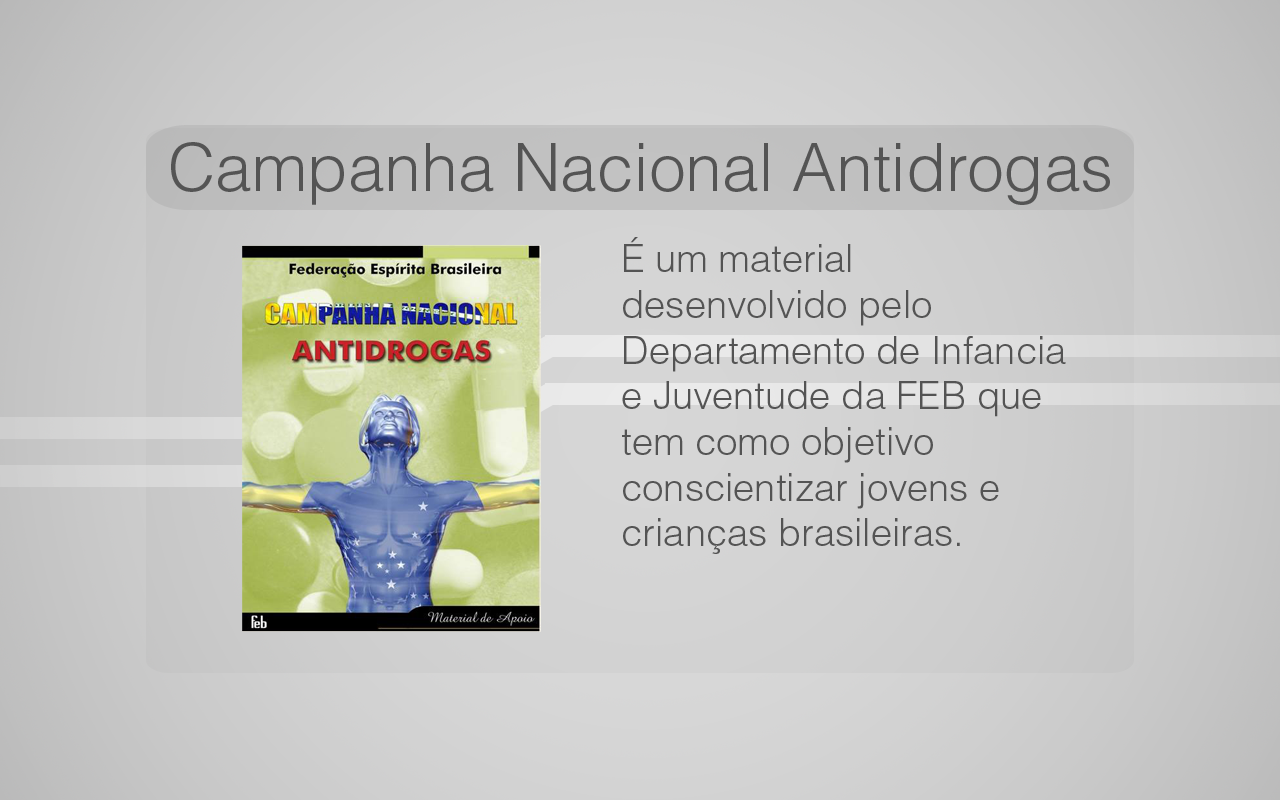 Campanha Nacional Antidrogas
Federação Espírita Brasileira
CAMPANHA NACIONAL
ANTIDROGAS
feb
Material de Apoio
É um material
desenvolvido pelo
Departamento de Infancia
e Juventude da FEB que
tem como objetivo
conscientizar jovens e
crianças brasileiras.